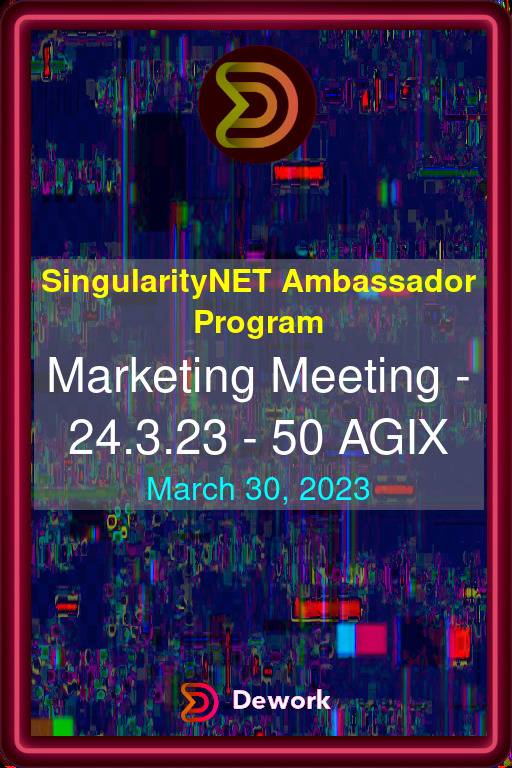 SingularityNET Ambassador
Program
Marketing Meeting -
24.3.23 - 50 AGIX
March 30, 2023
Dework